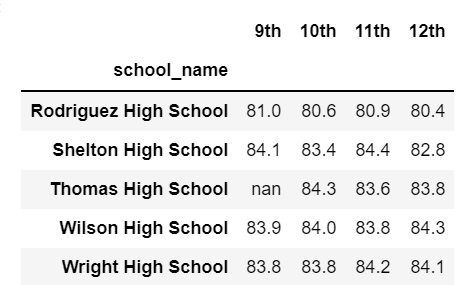 9th 10th 11th 12th
school_name
Rodriguez High School 81.0 80.6 80.9 80.4
Shelton High School 84.1 83.4 84.4 82.8
Thomas High School nan 84.3 83.6 83.8
Wilson High School 83.9 84.0 83.8 84.3
Wright High School 83.8 83.8 84.2 84.1